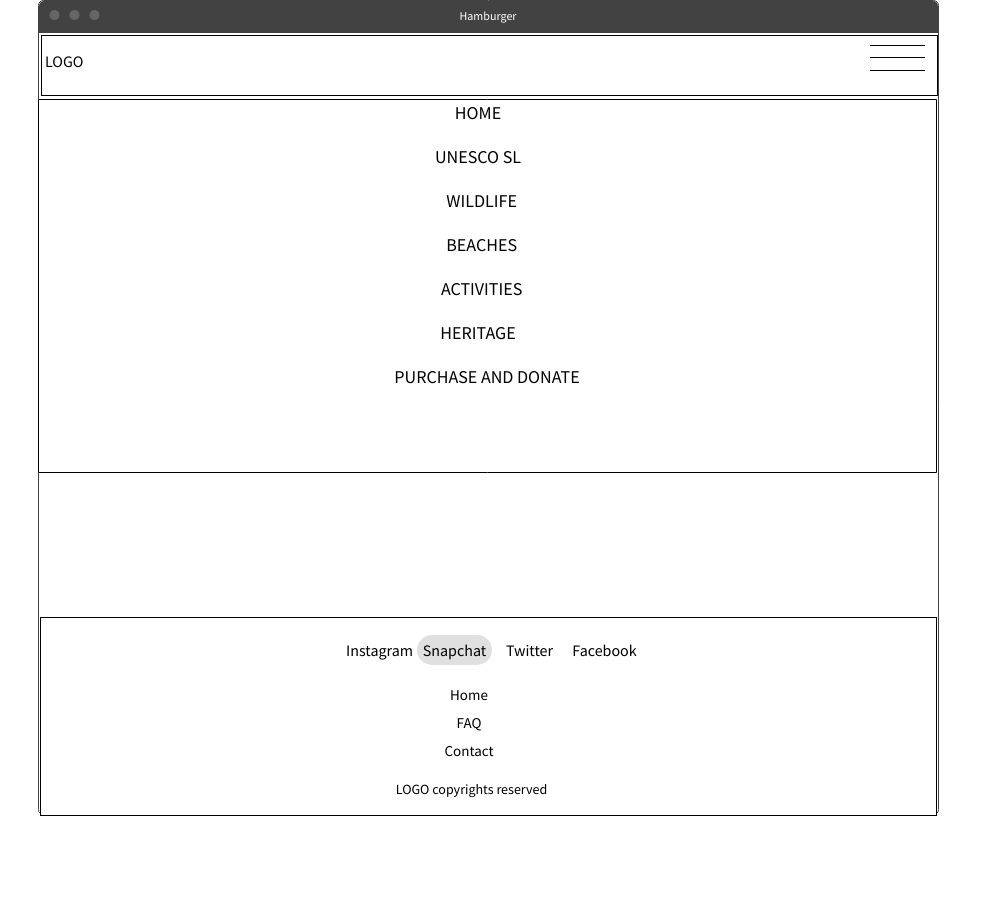 Hamburger
LOGO
HOME
UNESCO SL
WILDLIFE
BEACHES
ACTIVITIES
HERITAGE
PURCHASE AND DONATE
Instagram Snapchat Twitter Facebook
Home
FAQ
Contact
LOGO copyrights reserved